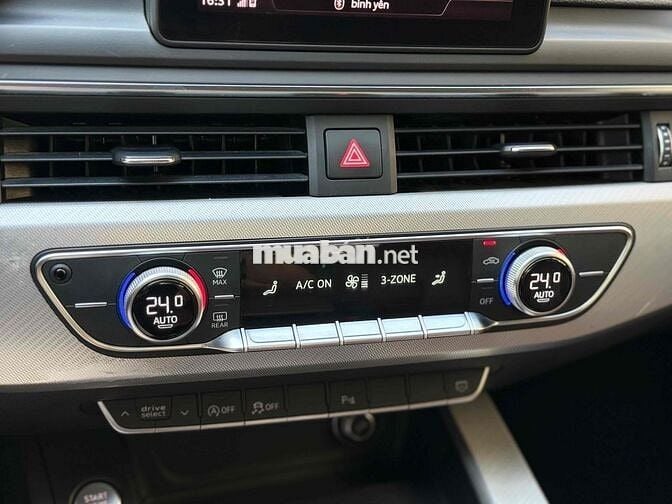 16:31
bình yên
muaban.net
MAX
A/C ON
3-ZONE
24.0
AUTO
REAR
OFF
24.0
AUTO
drive select
OFF
OFF
P
START